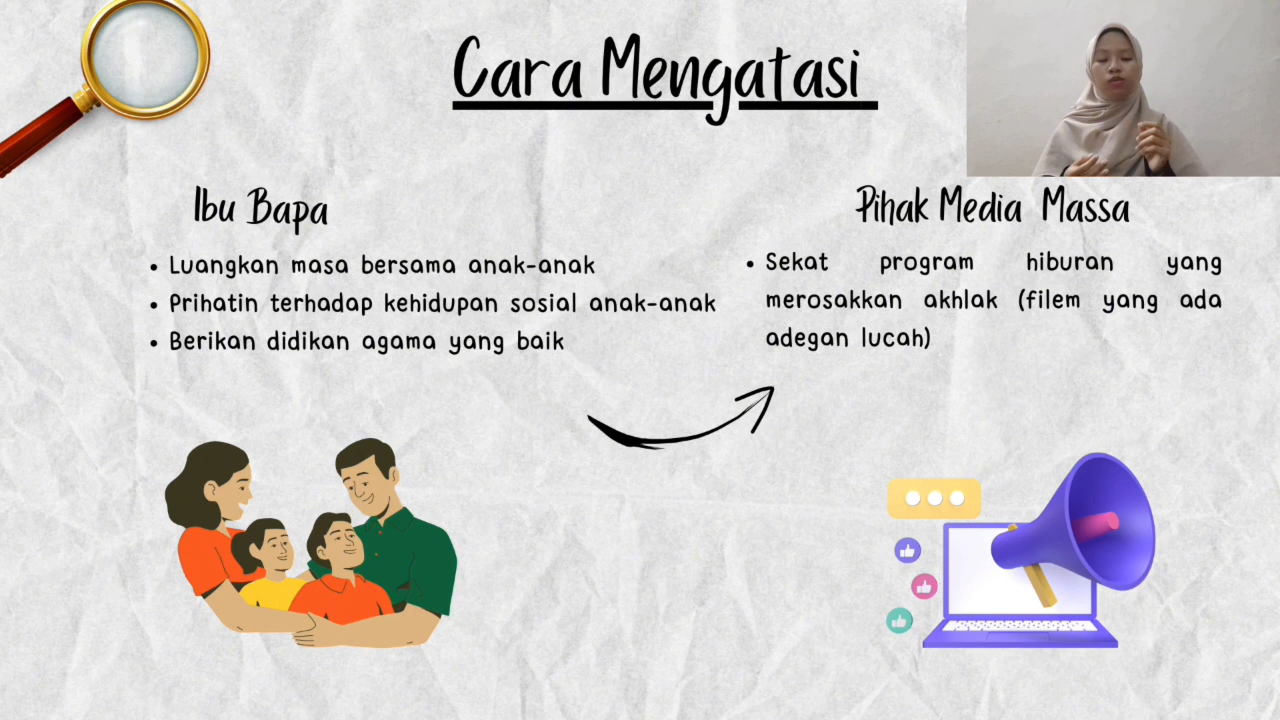 Cara Mengatasi
Ibu Bapa
• Luangkan masa bersama anak-anak
• Prihatin terhadap kehidupan sosial anak-anak
• Berikan didikan agama yang baik
Pihak Media Massa
• Sekat program hiburan yang
merosakkan akhlak (filem yang ada
adegan lucah)